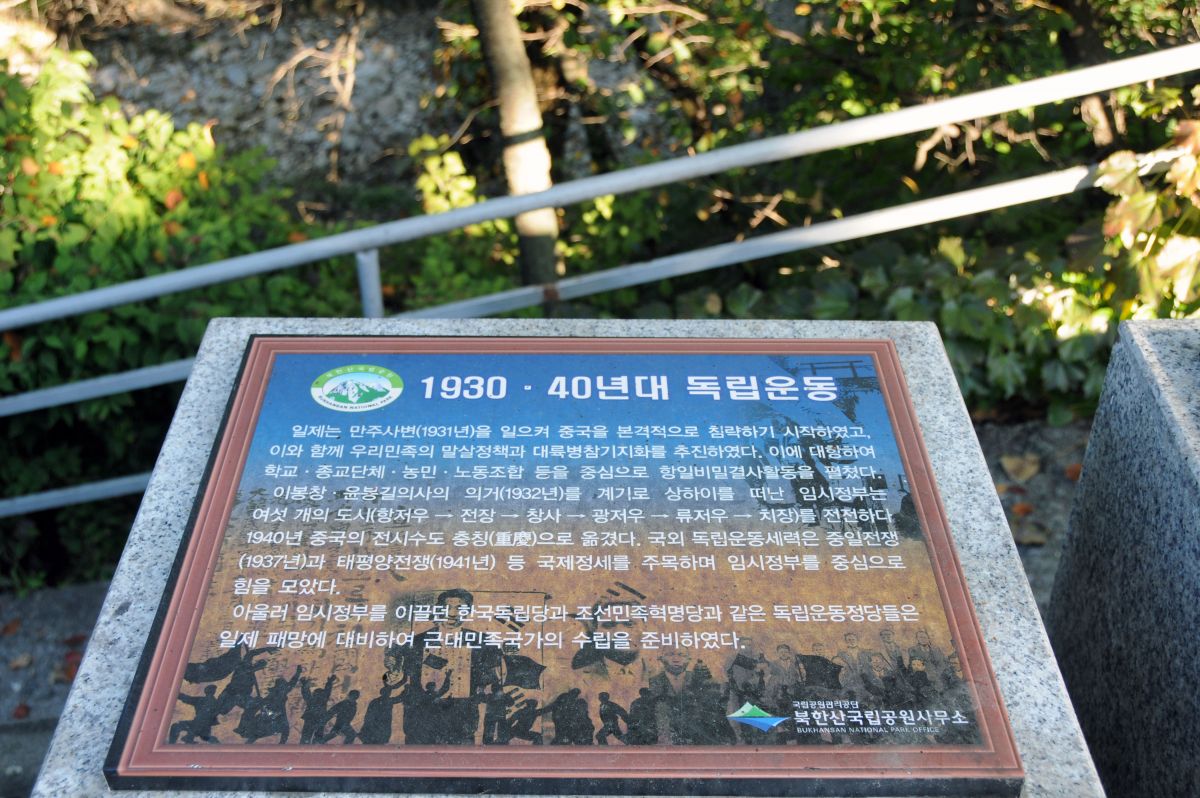 북한산국립공원
BUKHANSAN NATIONAL PARK
1930 · 40년대 독립운동
일제는 만주사변(1931년)을 일으켜 중국을 본격적으로 침략하기 시작하였고,
이와 함께 우리민족의 말살정책과 대륙병참기지화를 추진하였다. 이에 대항하여
학교 · 종교단체 · 농민 · 노동조합 등을 중심으로 항일비밀결사활동을 펼쳤다.
이봉창 · 윤봉길의사의 의거(1932년)를 계기로 상하이를 떠난 임시정부는
여섯 개의 도시(항저우 → 전장 → 창사 → 광저우 → 류저우 → 치장)를 전전하다
1940년 중국의 전시수도 충칭(重慶)으로 옮겼다. 국외 독립운동세력은 중일전쟁
(1937년)과 태평양전쟁(1941년) 등 국제정세를 주목하며 임시정부를 중심으로
힘을 모았다.
아울러 임시정부를 이끌던 한국독립당과 조선민족혁명당과 같은 독립운동정당들은
일제 패망에 대비하여 근대민족국가의 수립을 준비하였다.
국립공원관리공단
북한산국립공원사무소
BUKHANSAN NATIONAL PARK OFFICE